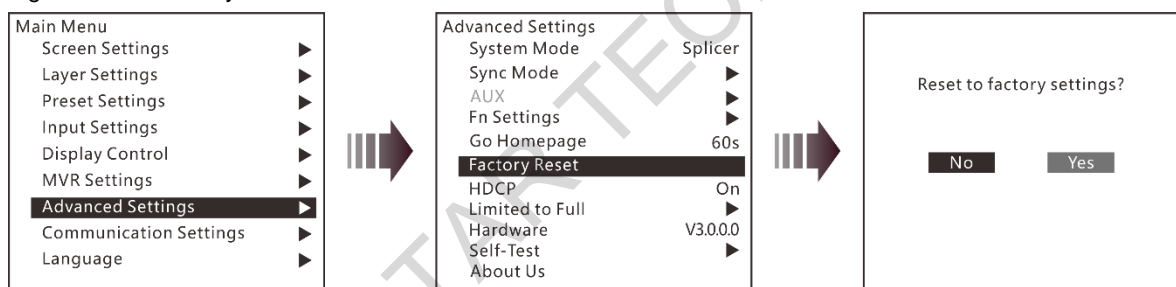 Main Menu
Screen Settings
Layer Settings
Preset Settings
Input Settings
Display Control
MVR Settings
Advanced Settings
Communication Settings
Language
Advanced Settings
System Mode Splicer
Sync Mode
AUX
Fn Settings
Go Homepage 60s
Factory Reset
HDCP On
Limited to Full
Hardware V3.0.0.0
Self-Test
About Us
Reset to factory settings?
No Yes